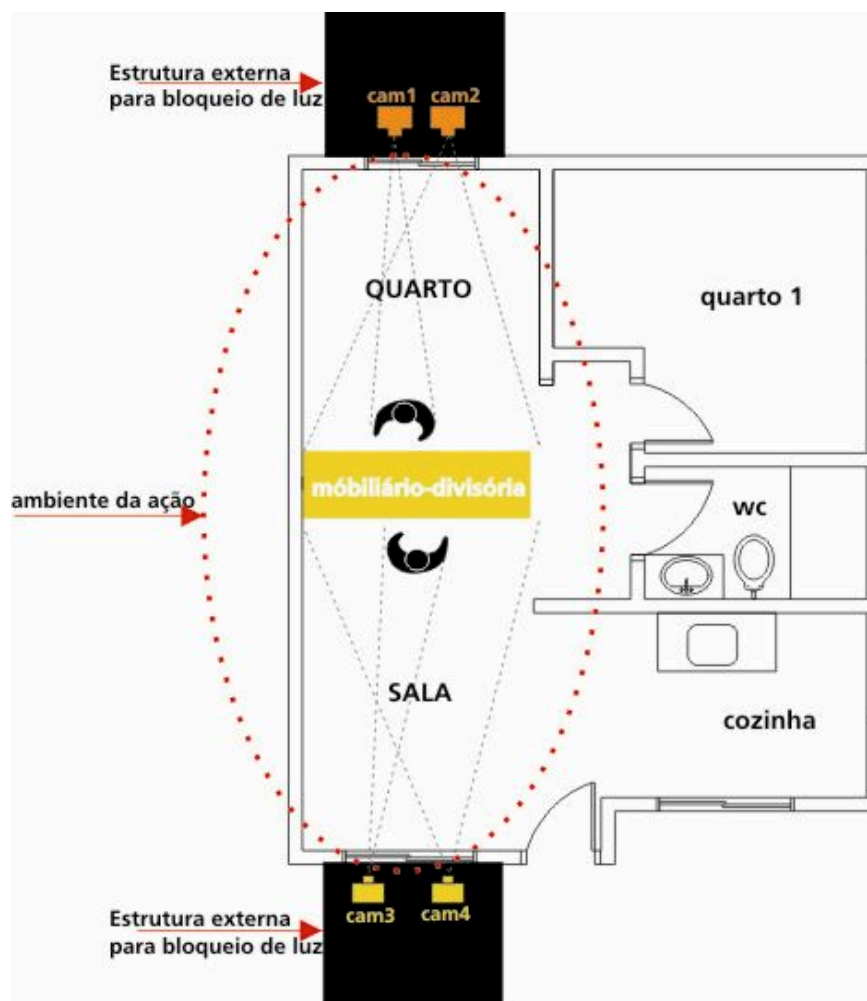 Estrutura externa
para bloqueio de luz
cam1
cam2
QUARTO
quarto 1
móbiliário-divisória
ambiente da ação
wc
SALA
cozinha
cam3
cam4
Estrutura externa
para bloqueio de luz